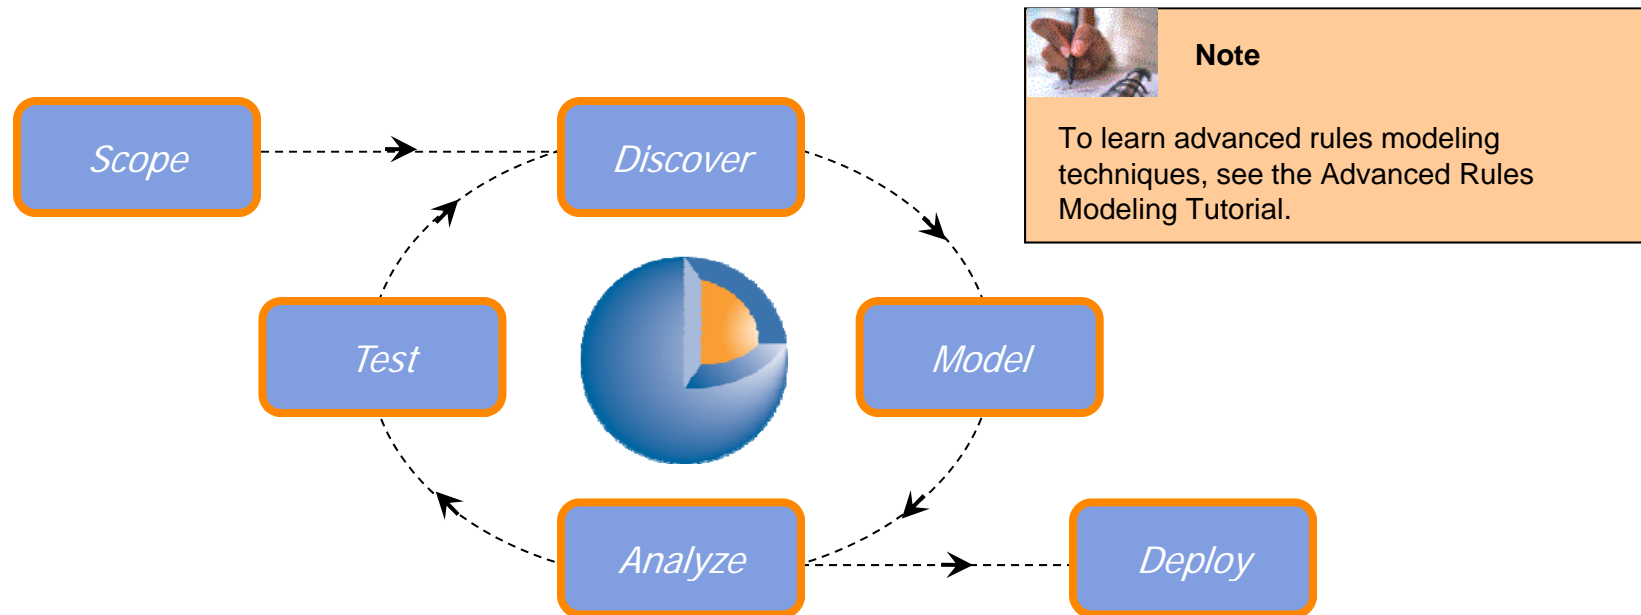 Note
To learn advanced rules modeling
techniques, see the Advanced Rules
Modeling Tutorial.
Scope
Discover
Test
Model
Analyze
Deploy